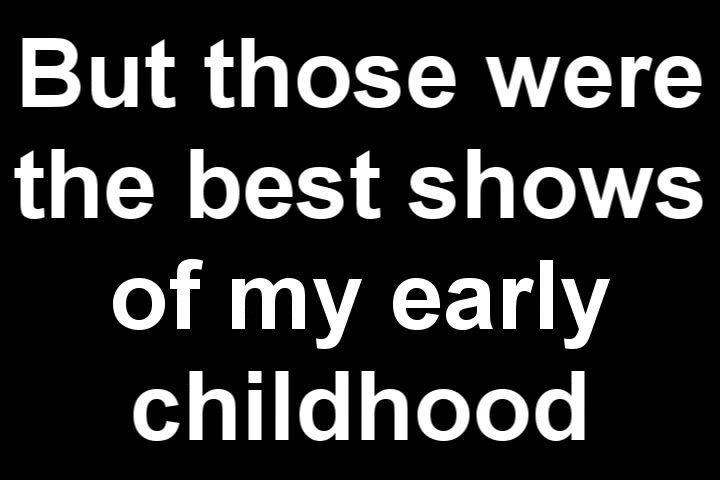 But those were
the best shows
of my early
childhood